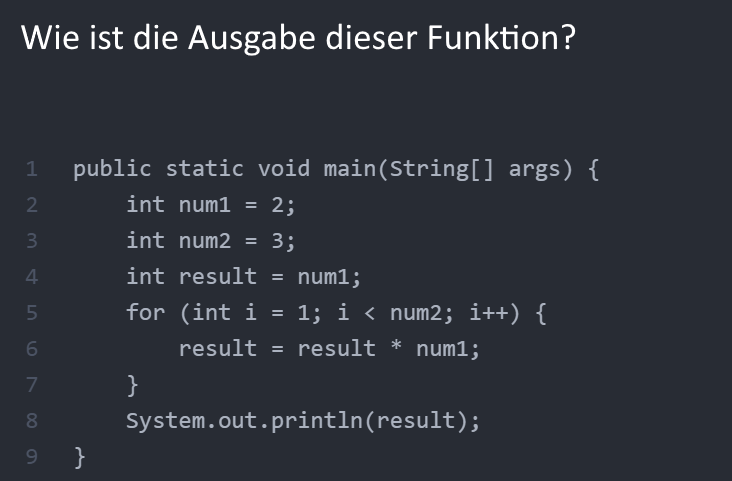 Wie ist die Ausgabe dieser Funktion?
1 public static void main(String[] args) {
2     int num1 = 2;
3     int num2 = 3;
4     int result = num1;
5     for (int i = 1; i < num2; i++) {
6         result = result * num1;
7     }
8     System.out.println(result);
9 }